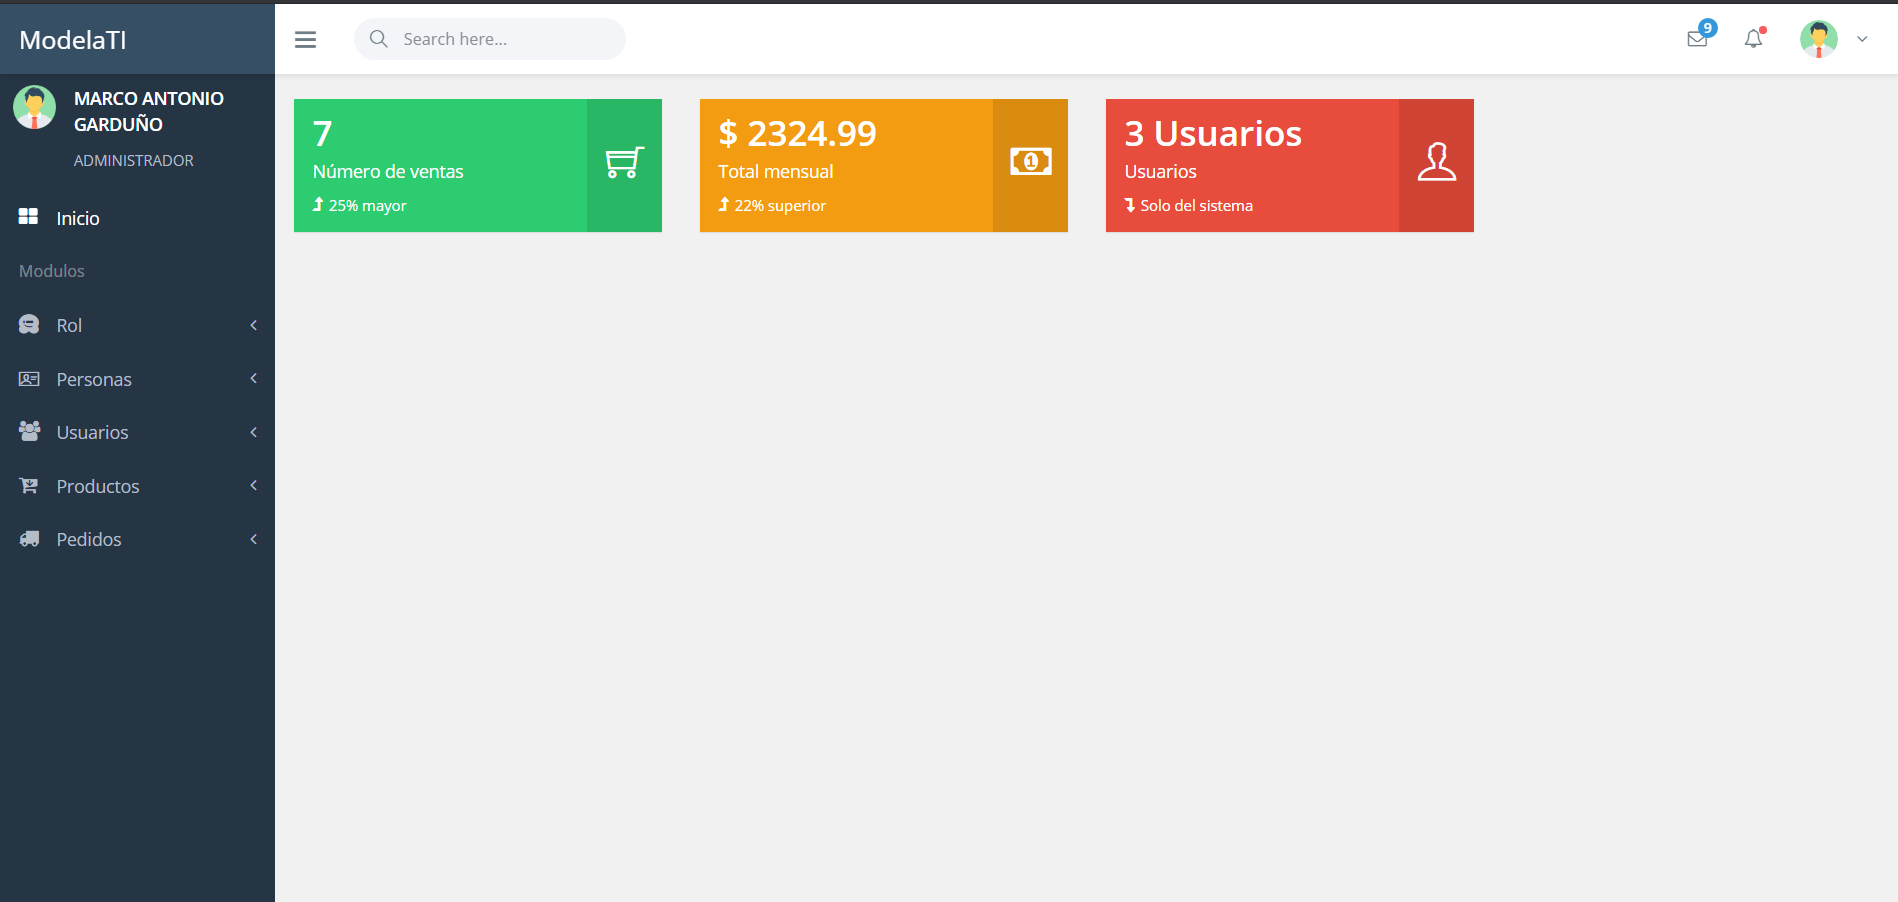 ModelaTI
Search here...
9
MARCO ANTONIO
GARDUÑO
ADMINISTRADOR
Inicio
Modulos
Rol
Personas
Usuarios
Productos
Pedidos
7
Número de ventas
25% mayor
$ 2324.99
Total mensual
22% superior
1
3 Usuarios
Usuarios
Solo del sistema